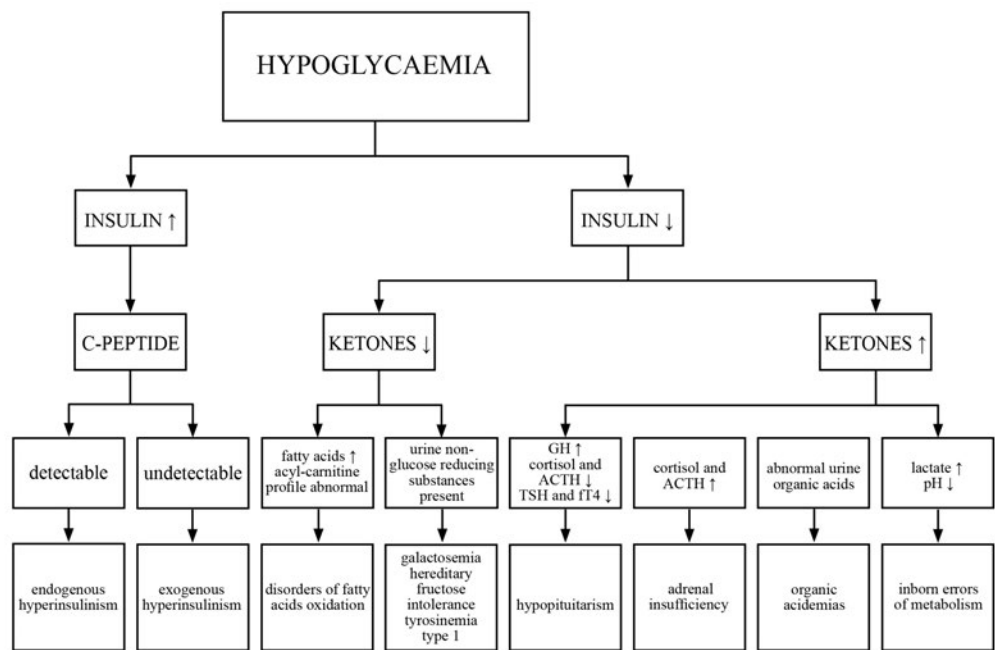 HYPOGLYCAEMIA
INSULIN ↑
INSULIN ↓
C-PEPTIDE
KETONES ↓
KETONES ↑
detectable
undetectable
fatty acids ↑
acyl-carnitine
profile abnormal
urine non-
glucose reducing
substances
present
GH ↑
cortisol and
ACTH ↓
TSH and fT4 ↓
cortisol and
ACTH ↑
abnormal urine
organic acids
lactate ↑
pH ↓
endogenous
hyperinsulinism
exogenous
hyperinsulinism
disorders of fatty
acids oxidation
galactosemia
hereditary
fructose
intolerance
tyrosinemia
type 1
hypopituitarism
adrenal
insufficiency
organic
acidemias
inborn errors
of metabolism